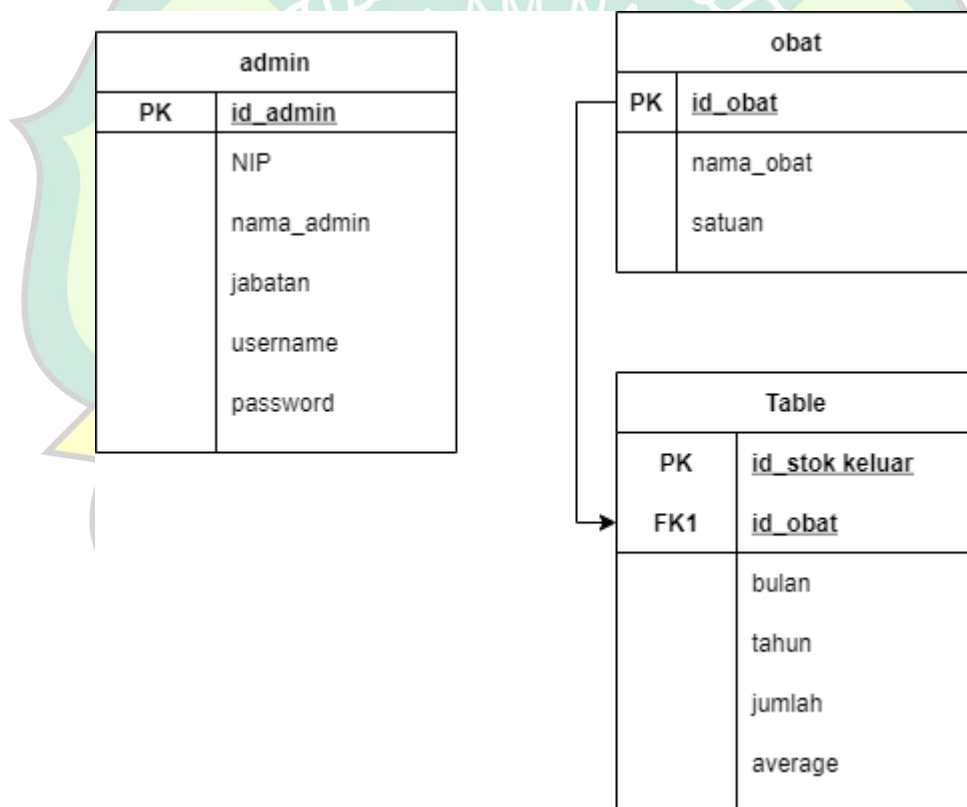 admin
PK id_admin
NIP
nama_admin
jabatan
username
password
obat
PK id_obat
nama_obat
satuan
Table
PK id_stok keluar
FK1 id_obat
bulan
tahun
jumlah
average